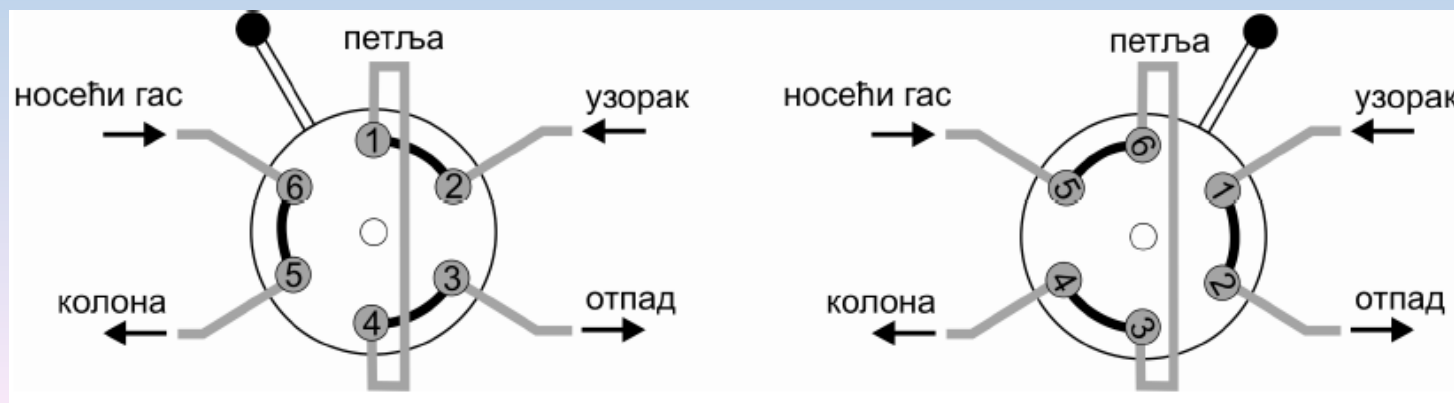 петља
носећи гас
узорак
1
2
6
5
3
4
колона
отпад
петља
носећи гас
узорак
6
5
1
4
2
3
колона
отпад